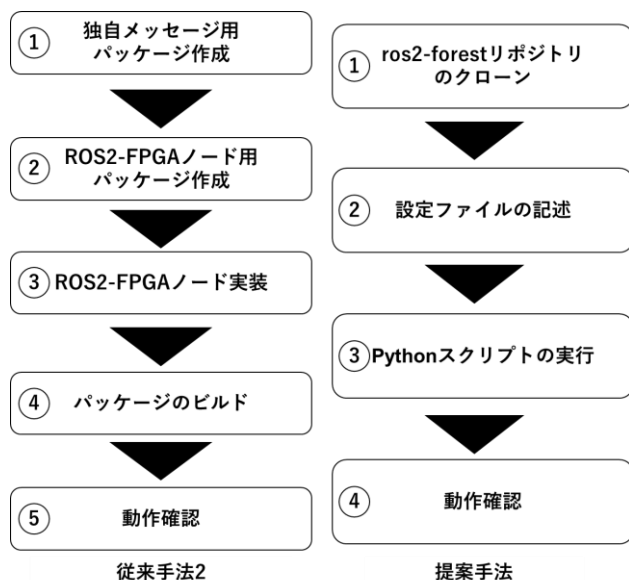 ①
独自メッセージ用
パッケージ作成
②
ROS2-FPGAノード用
パッケージ作成
③
ROS2-FPGAノード実装
④
パッケージのビルド
⑤
動作確認
従来手法2
①
ros2-forestリポジトリ
のクローン
②
設定ファイルの記述
③
Pythonスクリプトの実行
④
動作確認
提案手法